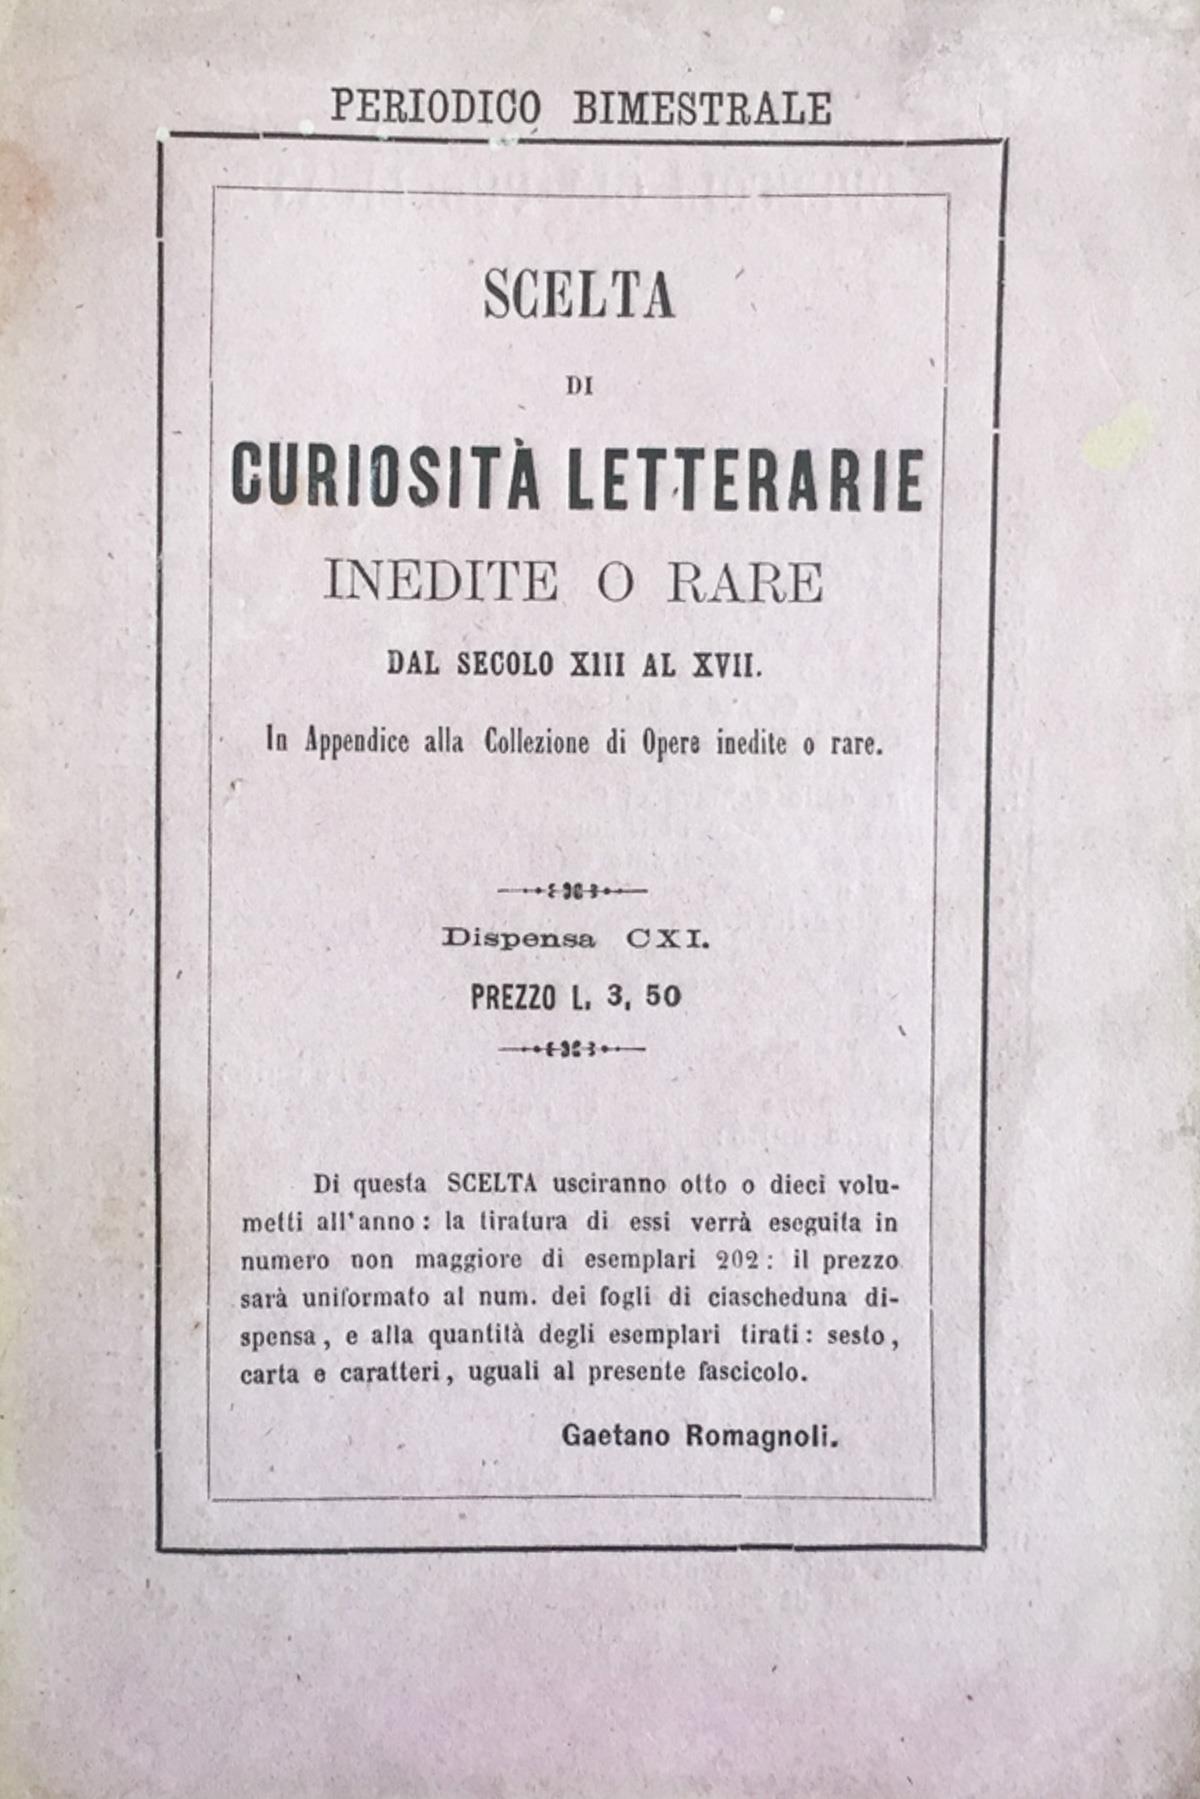 PERIODICO BIMESTRALE
SCELTA
DI
CURIOSITÀ LETTERARIE
INEDITE O RARE
DAL SECOLO XIII AL XVII.
In Appendice alla Collezione di Opere inedite o rare.
Dispensa CXI.
PREZZO L. 3, 50
Di questa SCELTA usciranno otto o dieci volu-
metti all'anno: la tiratura di essi verrà eseguita in
numero non maggiore di esemplari 202: il prezzo
sarà uniformato al num. dei fogli di ciascheduna di-
spensa, e alla quantità degli esemplari tirati: sesto,
carta e caratteri, uguali al presente fascicolo.
Gaetano Romagnoli.